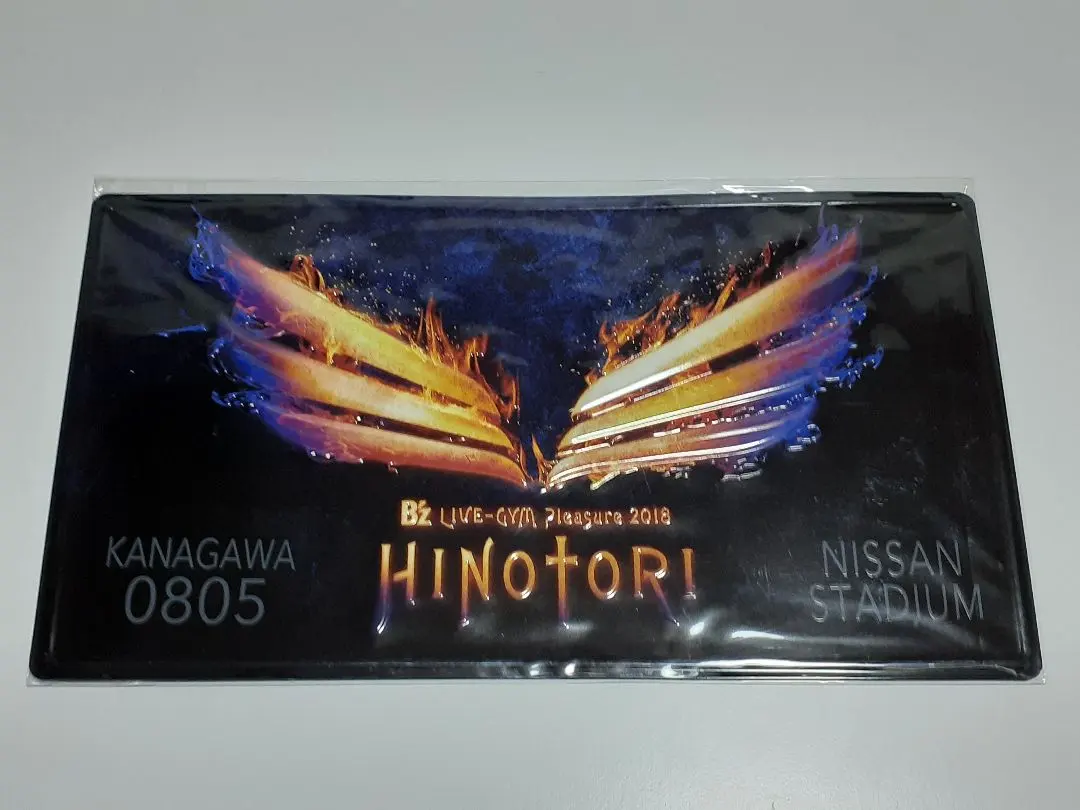 B'z LIVE-GYM Pleasure 2018
HINOTORI
KANAGAWA
0805
NISSAN
STADIUM